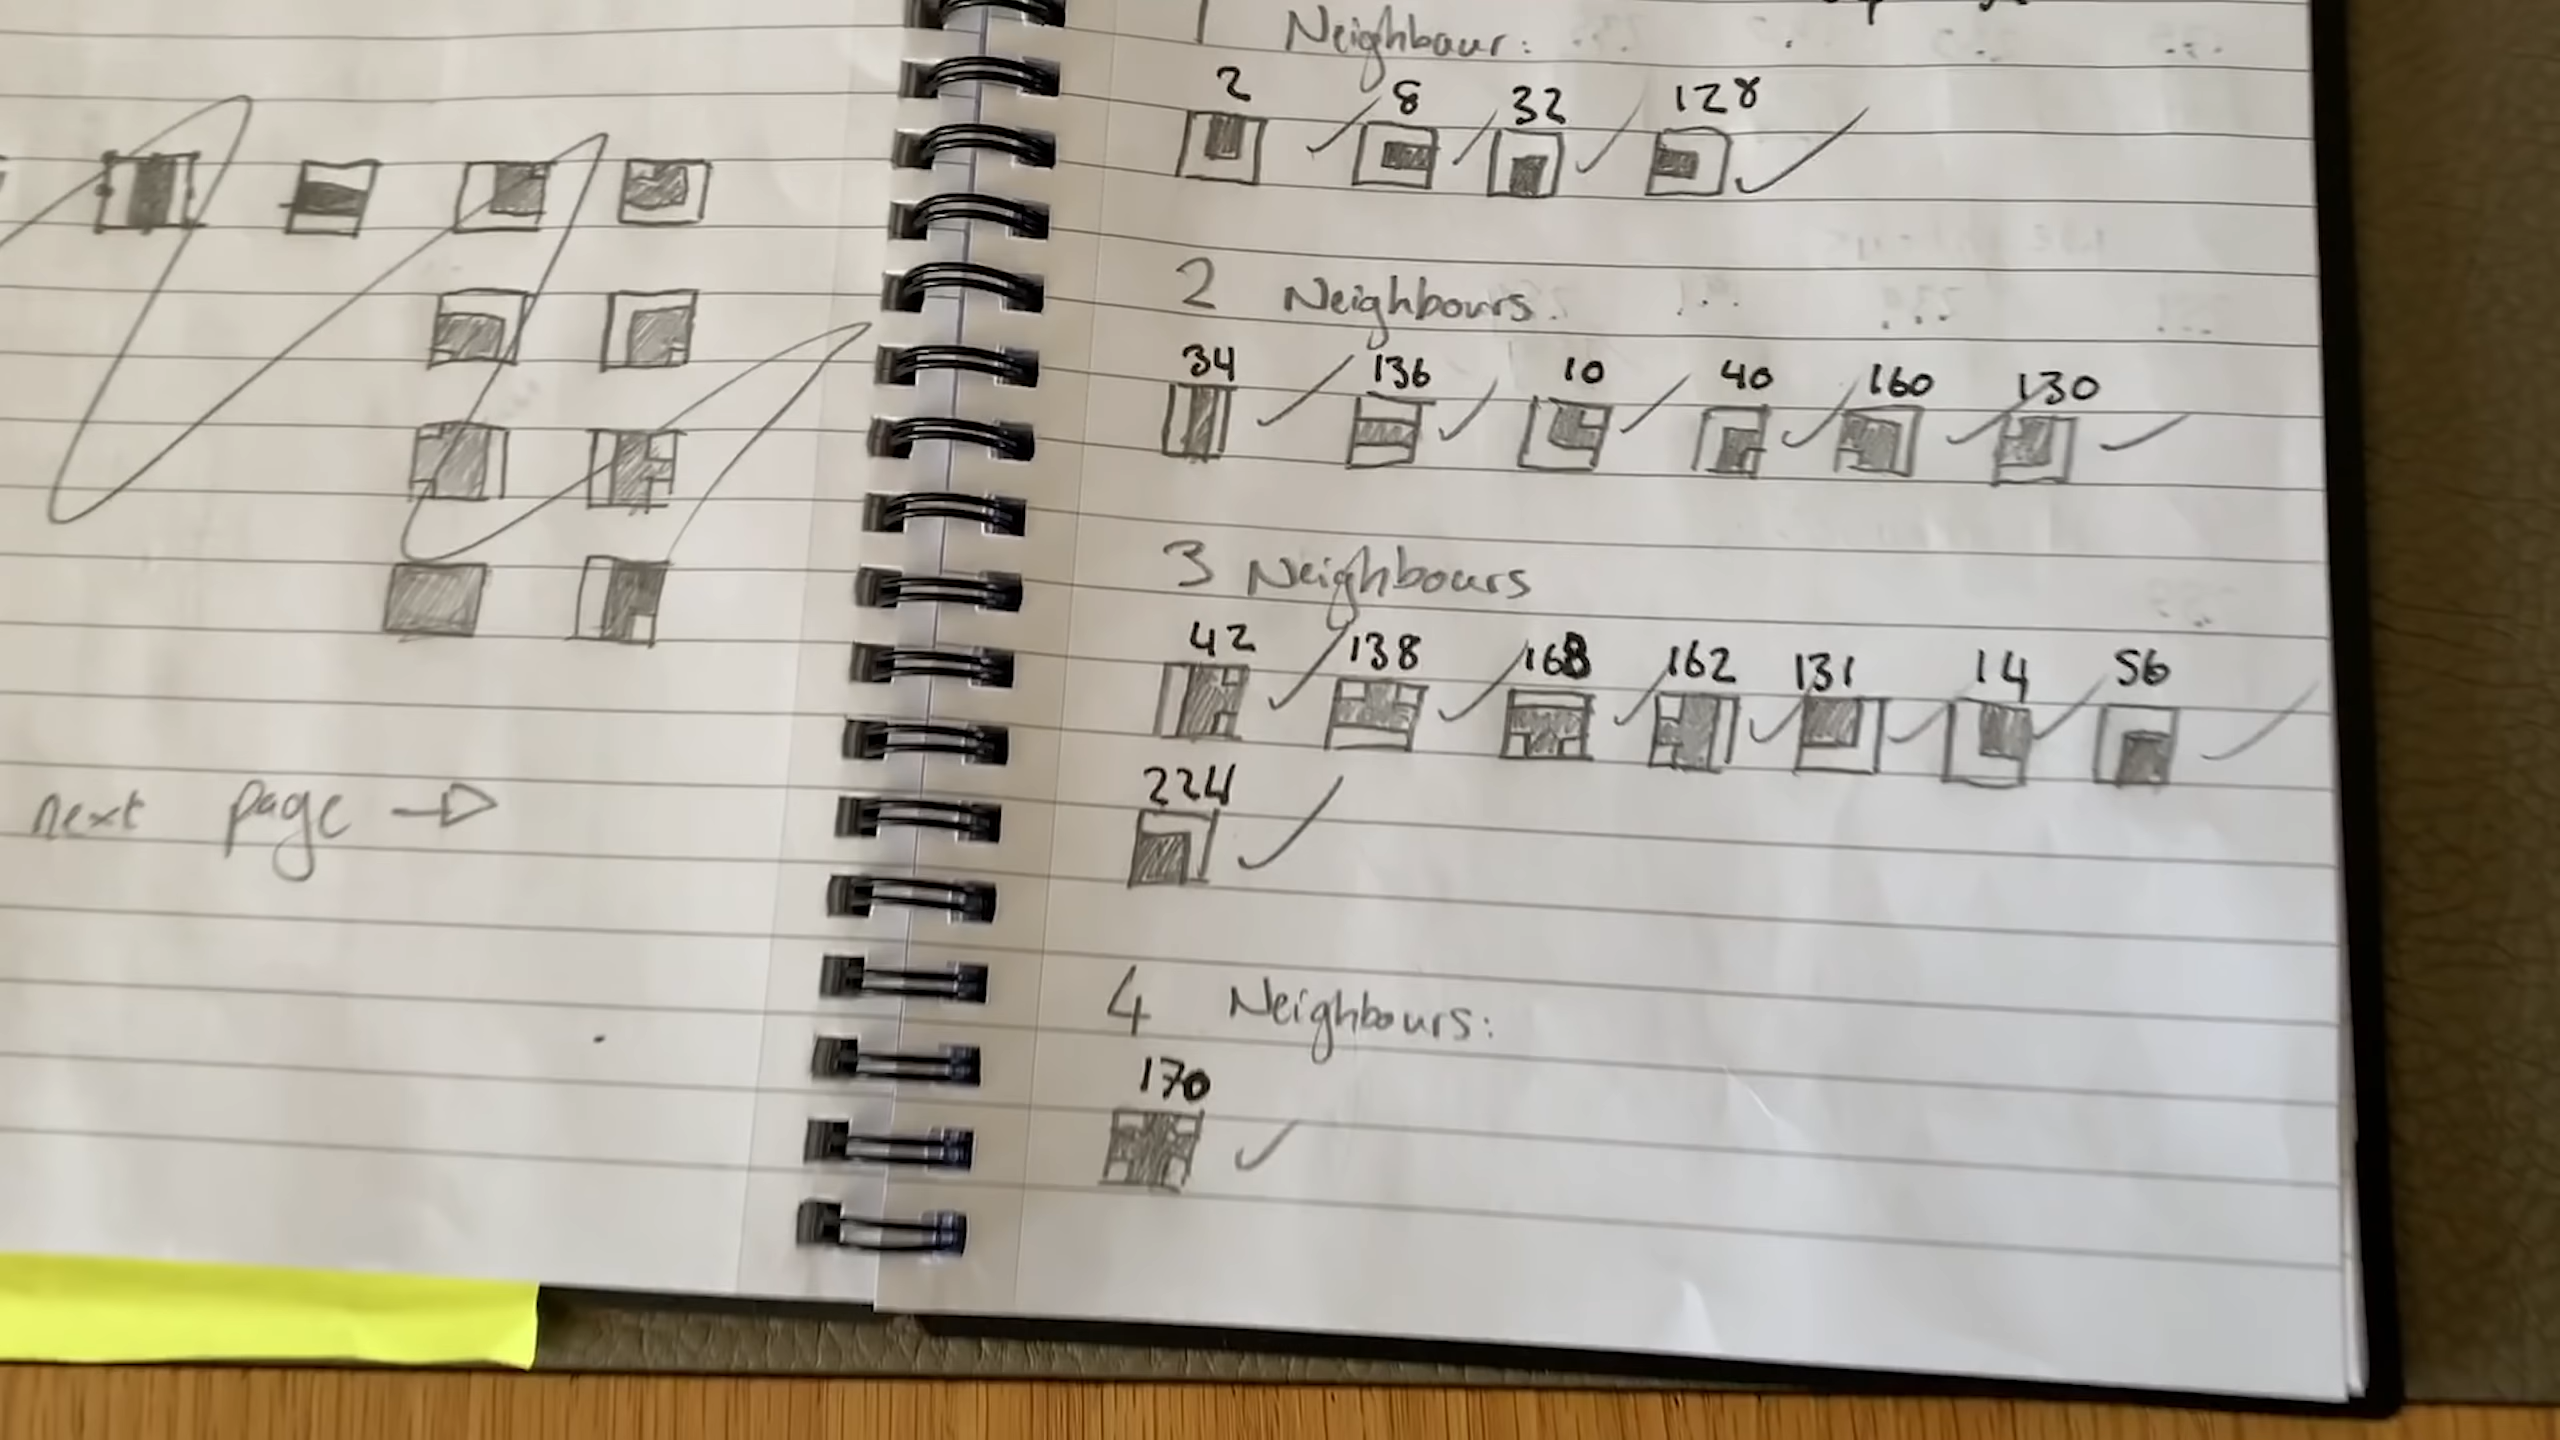 next page
1 Neighbour:
2 8 32 128
2 Neighbours
34 136 10 40 160 130
3 Neighbours
42 138 168 162 131 14 56
224
4 Neighbours:
170